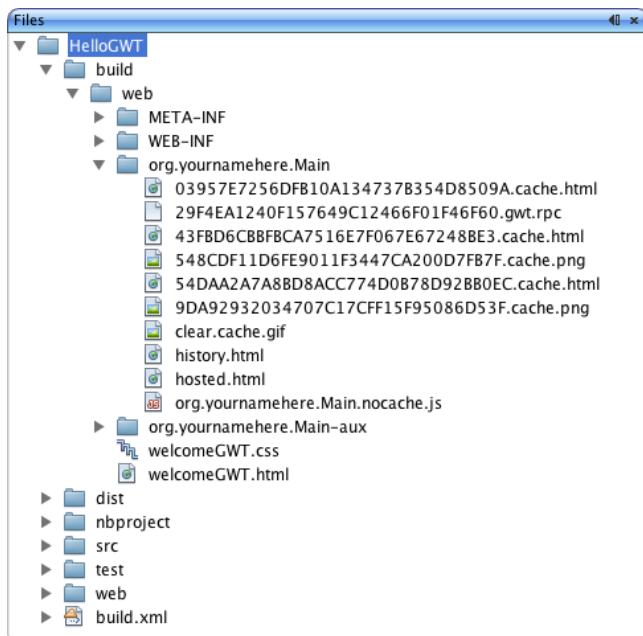 Files
HelloGWT
build
web
META-INF
WEB-INF
org.yournamehere.Main
03957E7256DFB10A134737B354D8509A.cache.html
29F4EA1240F157649C12466F01F46F60.gwt.rpc
43FBD6CBBFBCA7516E7F067E67248BE3.cache.html
548CDF11D6FE9011F3447CA200D7FB7F.cache.png
54DAA2A7A8BD8ACC774D0B78D92BB0EC.cache.html
9DA92932034707C17CFF15F95086D53F.cache.png
clear.cache.gif
history.html
hosted.html
org.yournamehere.Main.nocache.js
org.yournamehere.Main-aux
welcomeGWT.css
welcomeGWT.html
dist
nbproject
src
test
web
build.xml